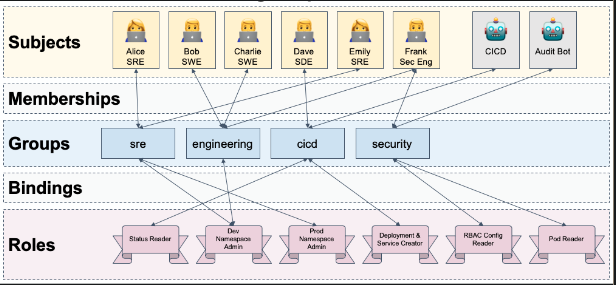 Subjects
Alice
SRE
Bob
SWE
Charlie
SWE
Dave
SDE
Emily
SRE
Frank
Sec Eng
CICD
Audit Bot
Memberships
Groups
sre
engineering
cicd
security
Bindings
Roles
Status Reader
Dev
Namespace
Admin
Prod
Namespace
Admin
Deployment &
Service Creator
RBAC Config
Reader
Pod Reader